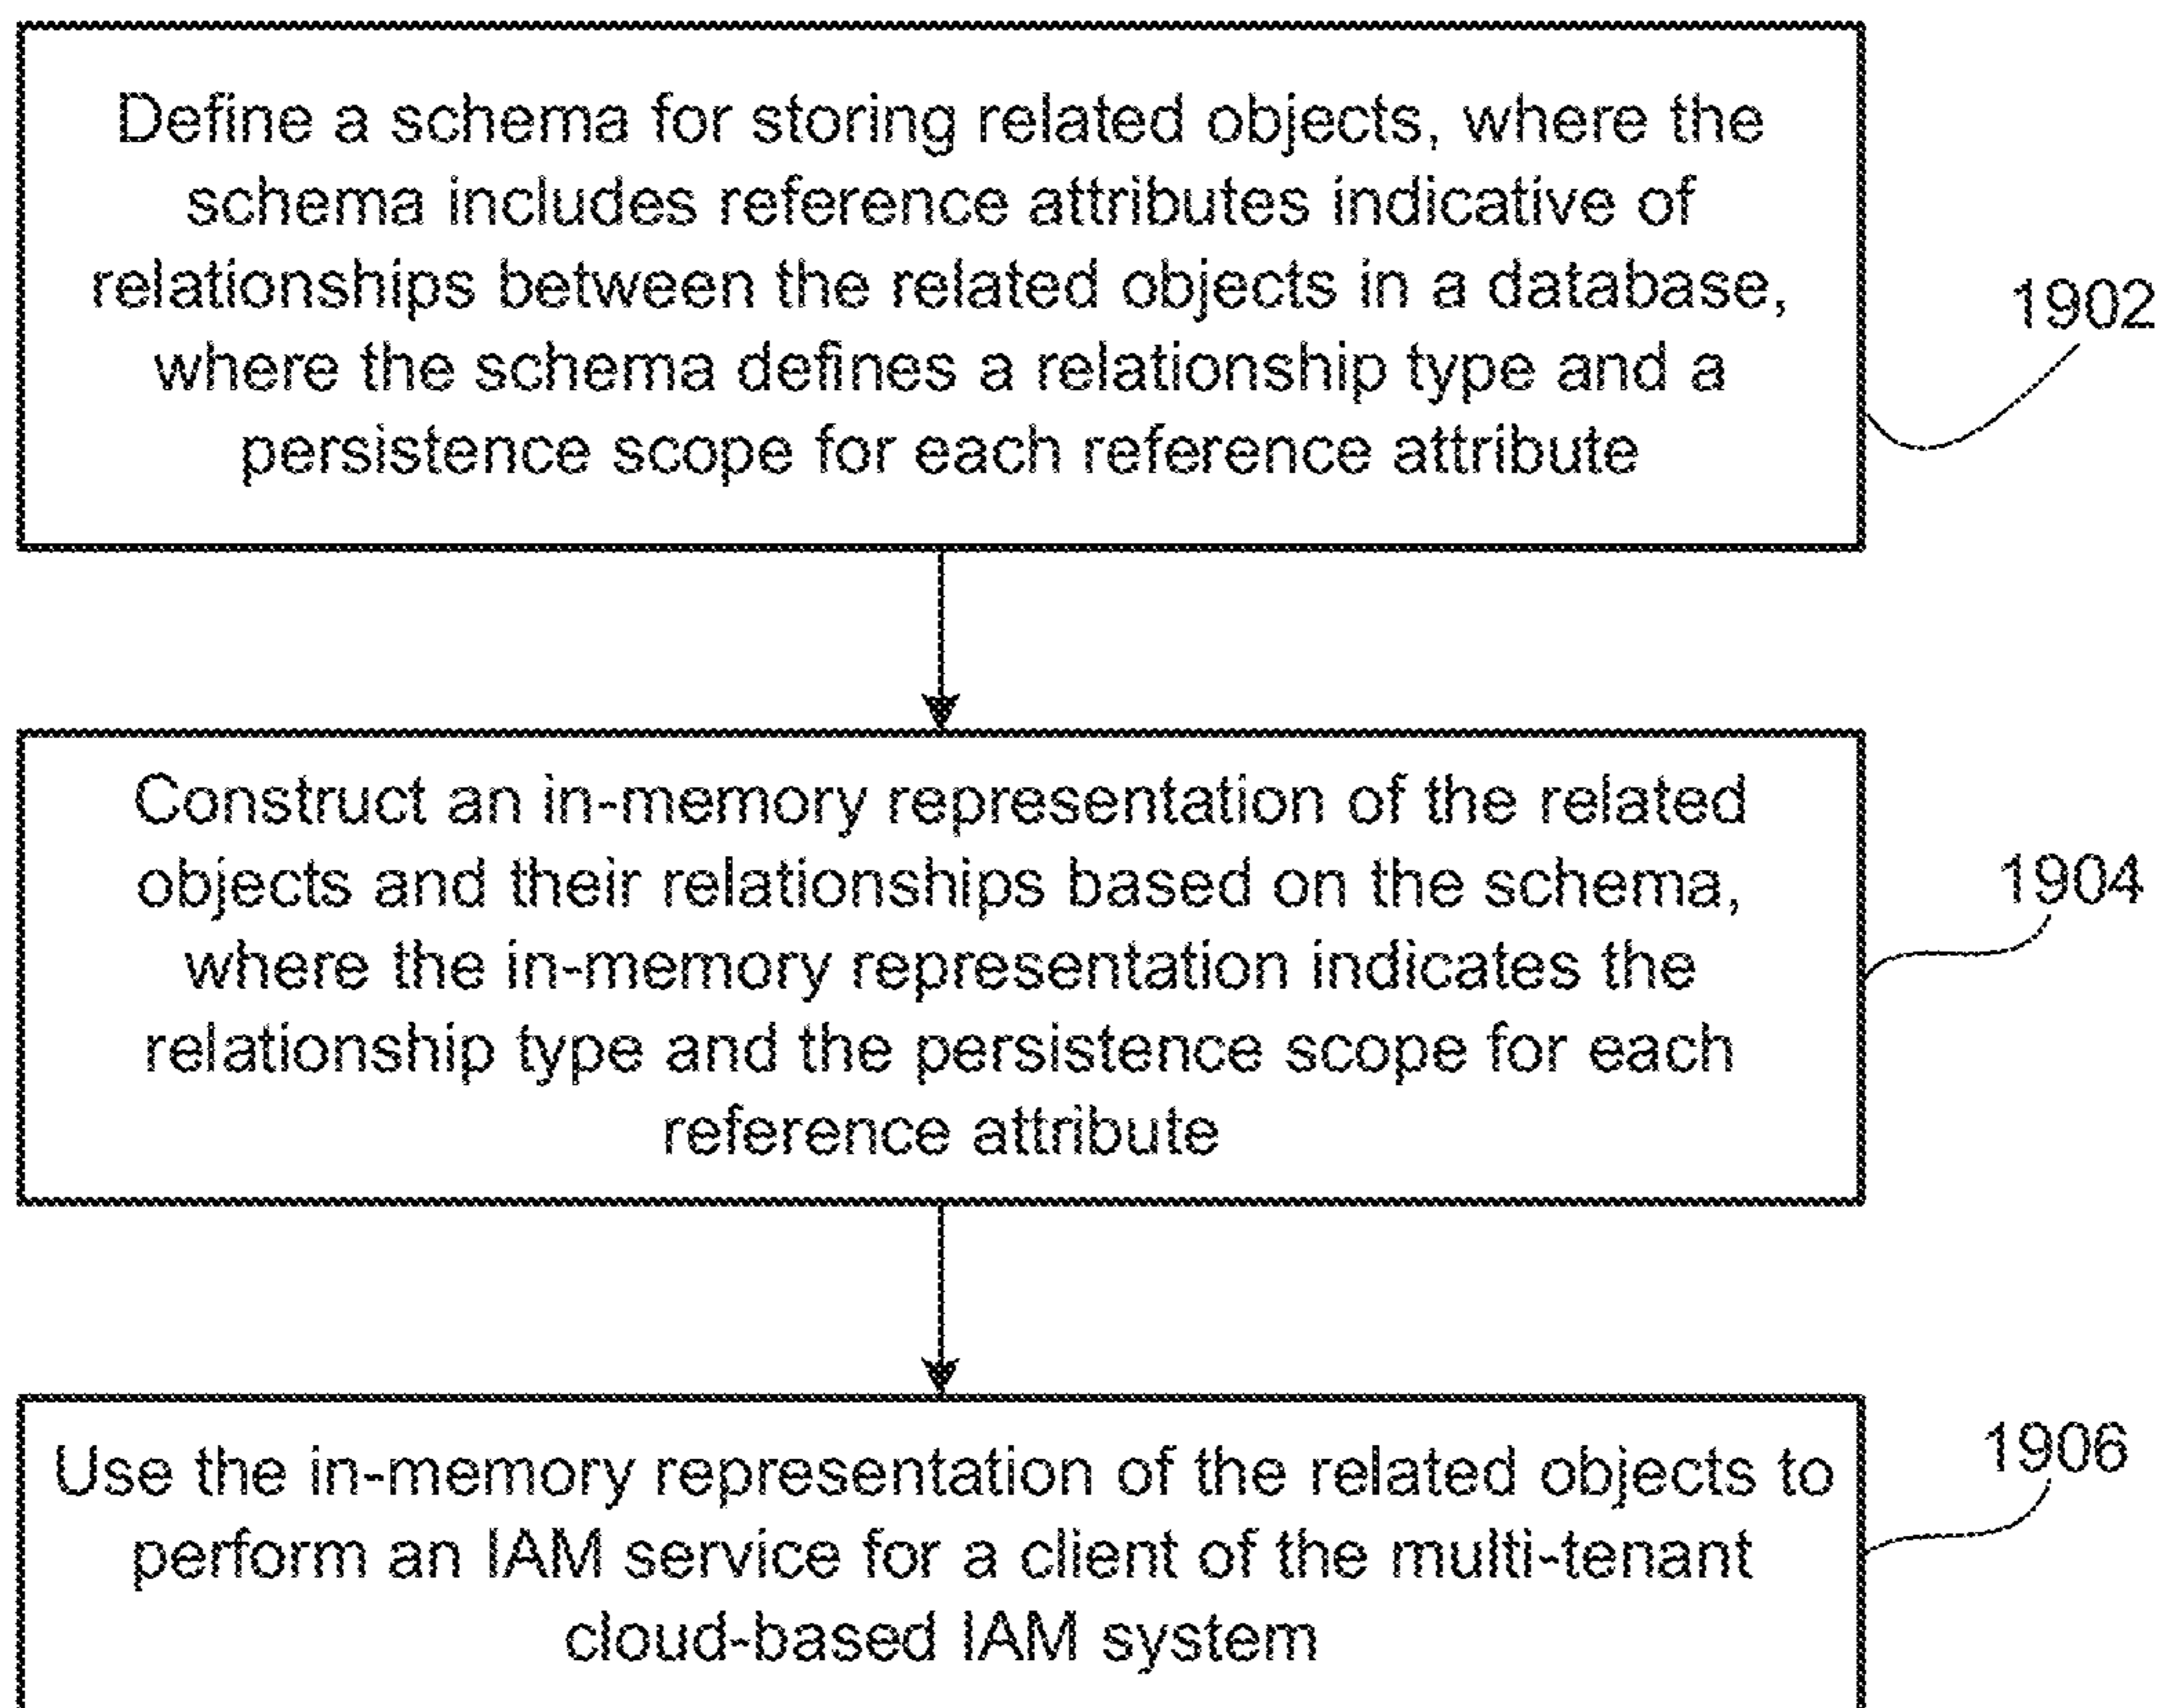 Define a schema for storing related objects, where the
schema includes reference attributes indicative of
relationships between the related objects in a database,
where the schema defines a relationship type and a
persistence scope for each reference attribute
1902
Construct an in-memory representation of the related
objects and their relationships based on the schema,
where the in-memory representation indicates the
relationship type and the persistence scope for each
reference attribute
1904
Use the in-memory representation of the related objects to
perform an IAM service for a client of the multi-tenant
cloud-based IAM system
1906